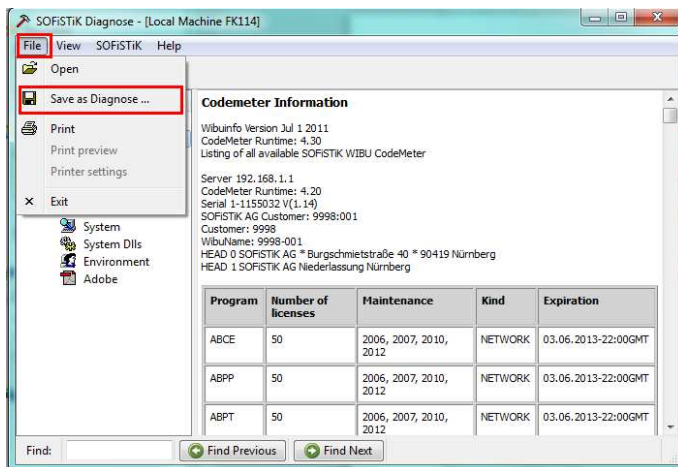 SOFiSTiK Diagnose - [Local Machine FK114]
File View SOFiSTiK Help
Open
Save as Diagnose ...
Print
Print preview
Printer settings
Exit
System
System Dlls
Environment
Adobe
Codemeter Information
Wibuinfo Version Jul 1 2011
CodeMeter Runtime: 4.30
Listing of all available SOFiSTiK WIBU CodeMeter
Server 192.168.1.1
CodeMeter Runtime: 4.20
Serial 1-1155032 V(1.14)
SOFiSTiK AG Customer: 9998:001
Customer: 9998
WibuName: 9998-001
HEAD 0 SOFiSTiK AG * Burgschmietstraße 40 * 90419 Nürnberg
HEAD 1 SOFiSTiK AG Niederlassung Nürnberg
Program Number of licenses Maintenance Kind Expiration
ABCE 50 2006, 2007, 2010, 2012 NETWORK 03.06.2013-22:00GMT
ABPP 50 2006, 2007, 2010, 2012 NETWORK 03.06.2013-22:00GMT
ABPT 50 2006, 2007, 2010, 2012 NETWORK 03.06.2013-22:00GMT
Find: Find Previous Find Next